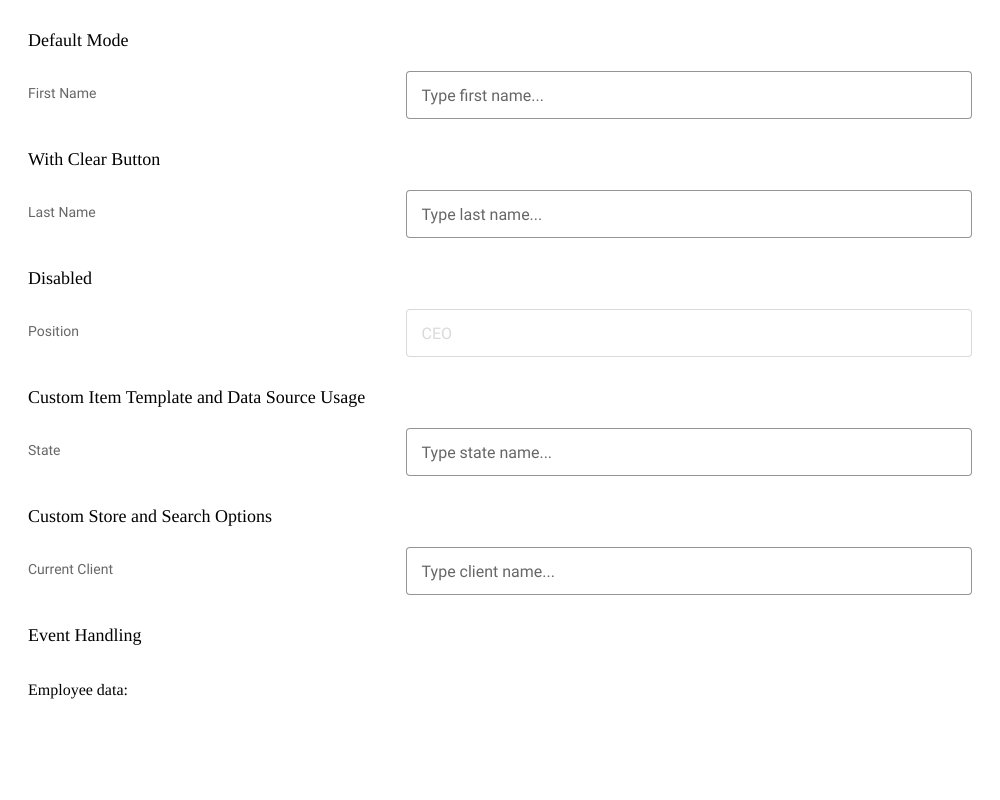 Default Mode
First Name
Type first name...
With Clear Button
Last Name
Type last name...
Disabled
Position
CEO
Custom Item Template and Data Source Usage
State
Type state name...
Custom Store and Search Options
Current Client
Type client name...
Event Handling
Employee data: